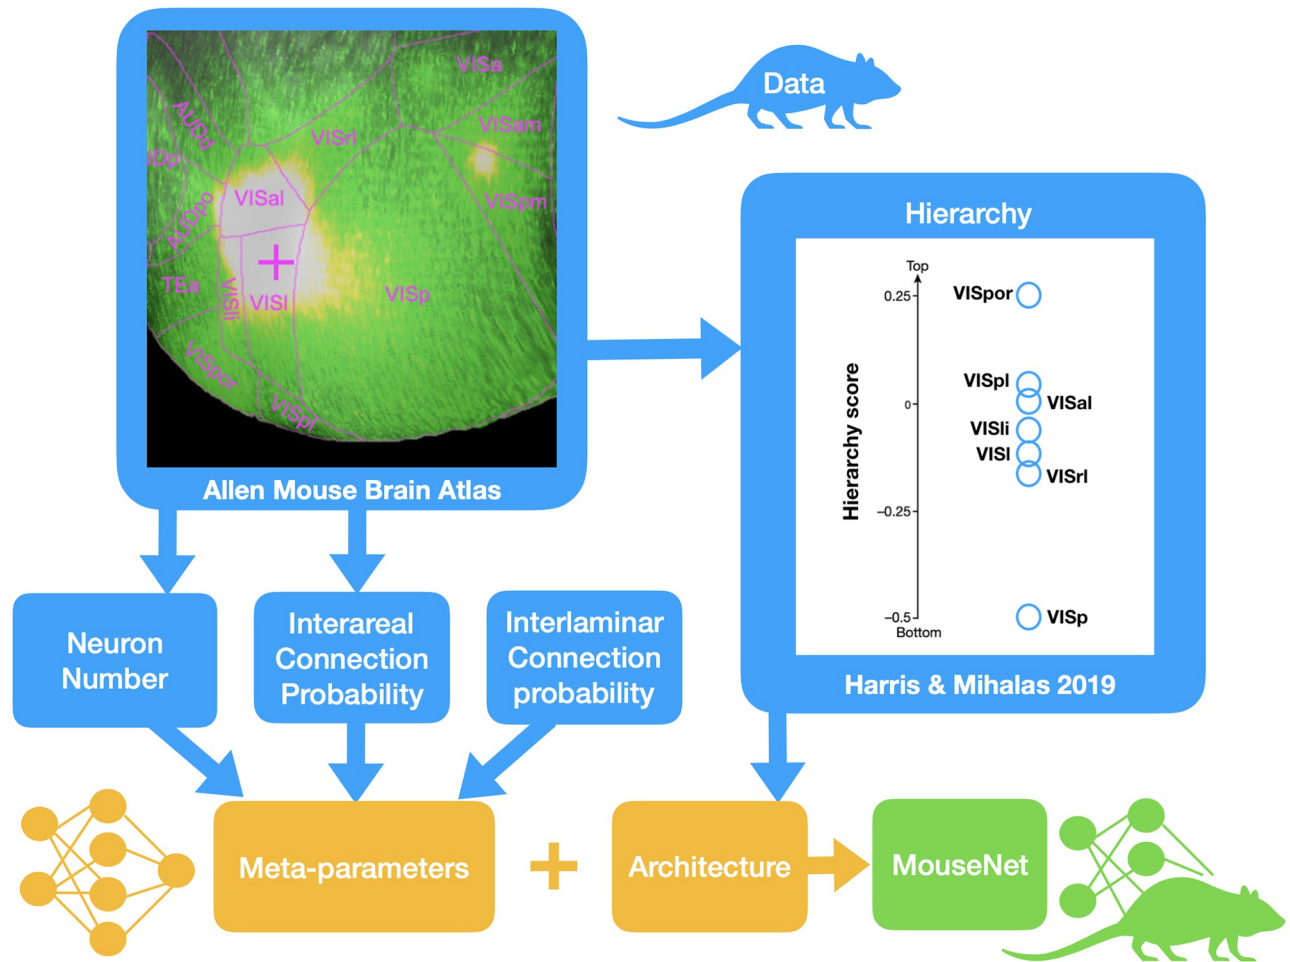 VISa
AUDd
VISrl
VISam
Dp
VISal
VISpm
AUDpo
TEa
VISli
VISl
VISp
VISpor
VISpl
Allen Mouse Brain Atlas
Data
Hierarchy
Top
0.25
VISpor
VISpl
0
VISal
VISli
VISl
VISrl
Hierarchy score
−0.25
−0.5
VISp
Bottom
Harris & Mihalas 2019
Neuron
Number
Interareal
Connection
Probability
Interlaminar
Connection
probability
Meta-parameters
+
Architecture
MouseNet